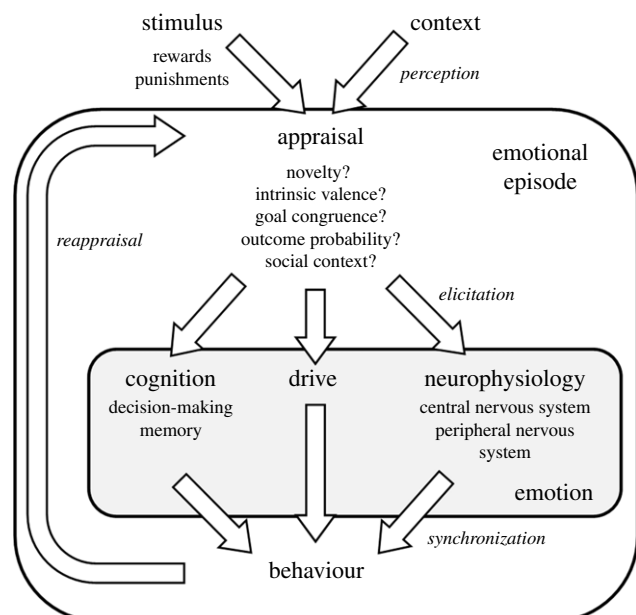 stimulus
context
rewards
punishments
perception
appraisal
emotional
episode
novelty?
intrinsic valence?
goal congruence?
outcome probability?
social context?
reappraisal
elicitation
cognition
drive
neurophysiology
decision-making
memory
central nervous system
peripheral nervous
system
emotion
synchronization
behaviour